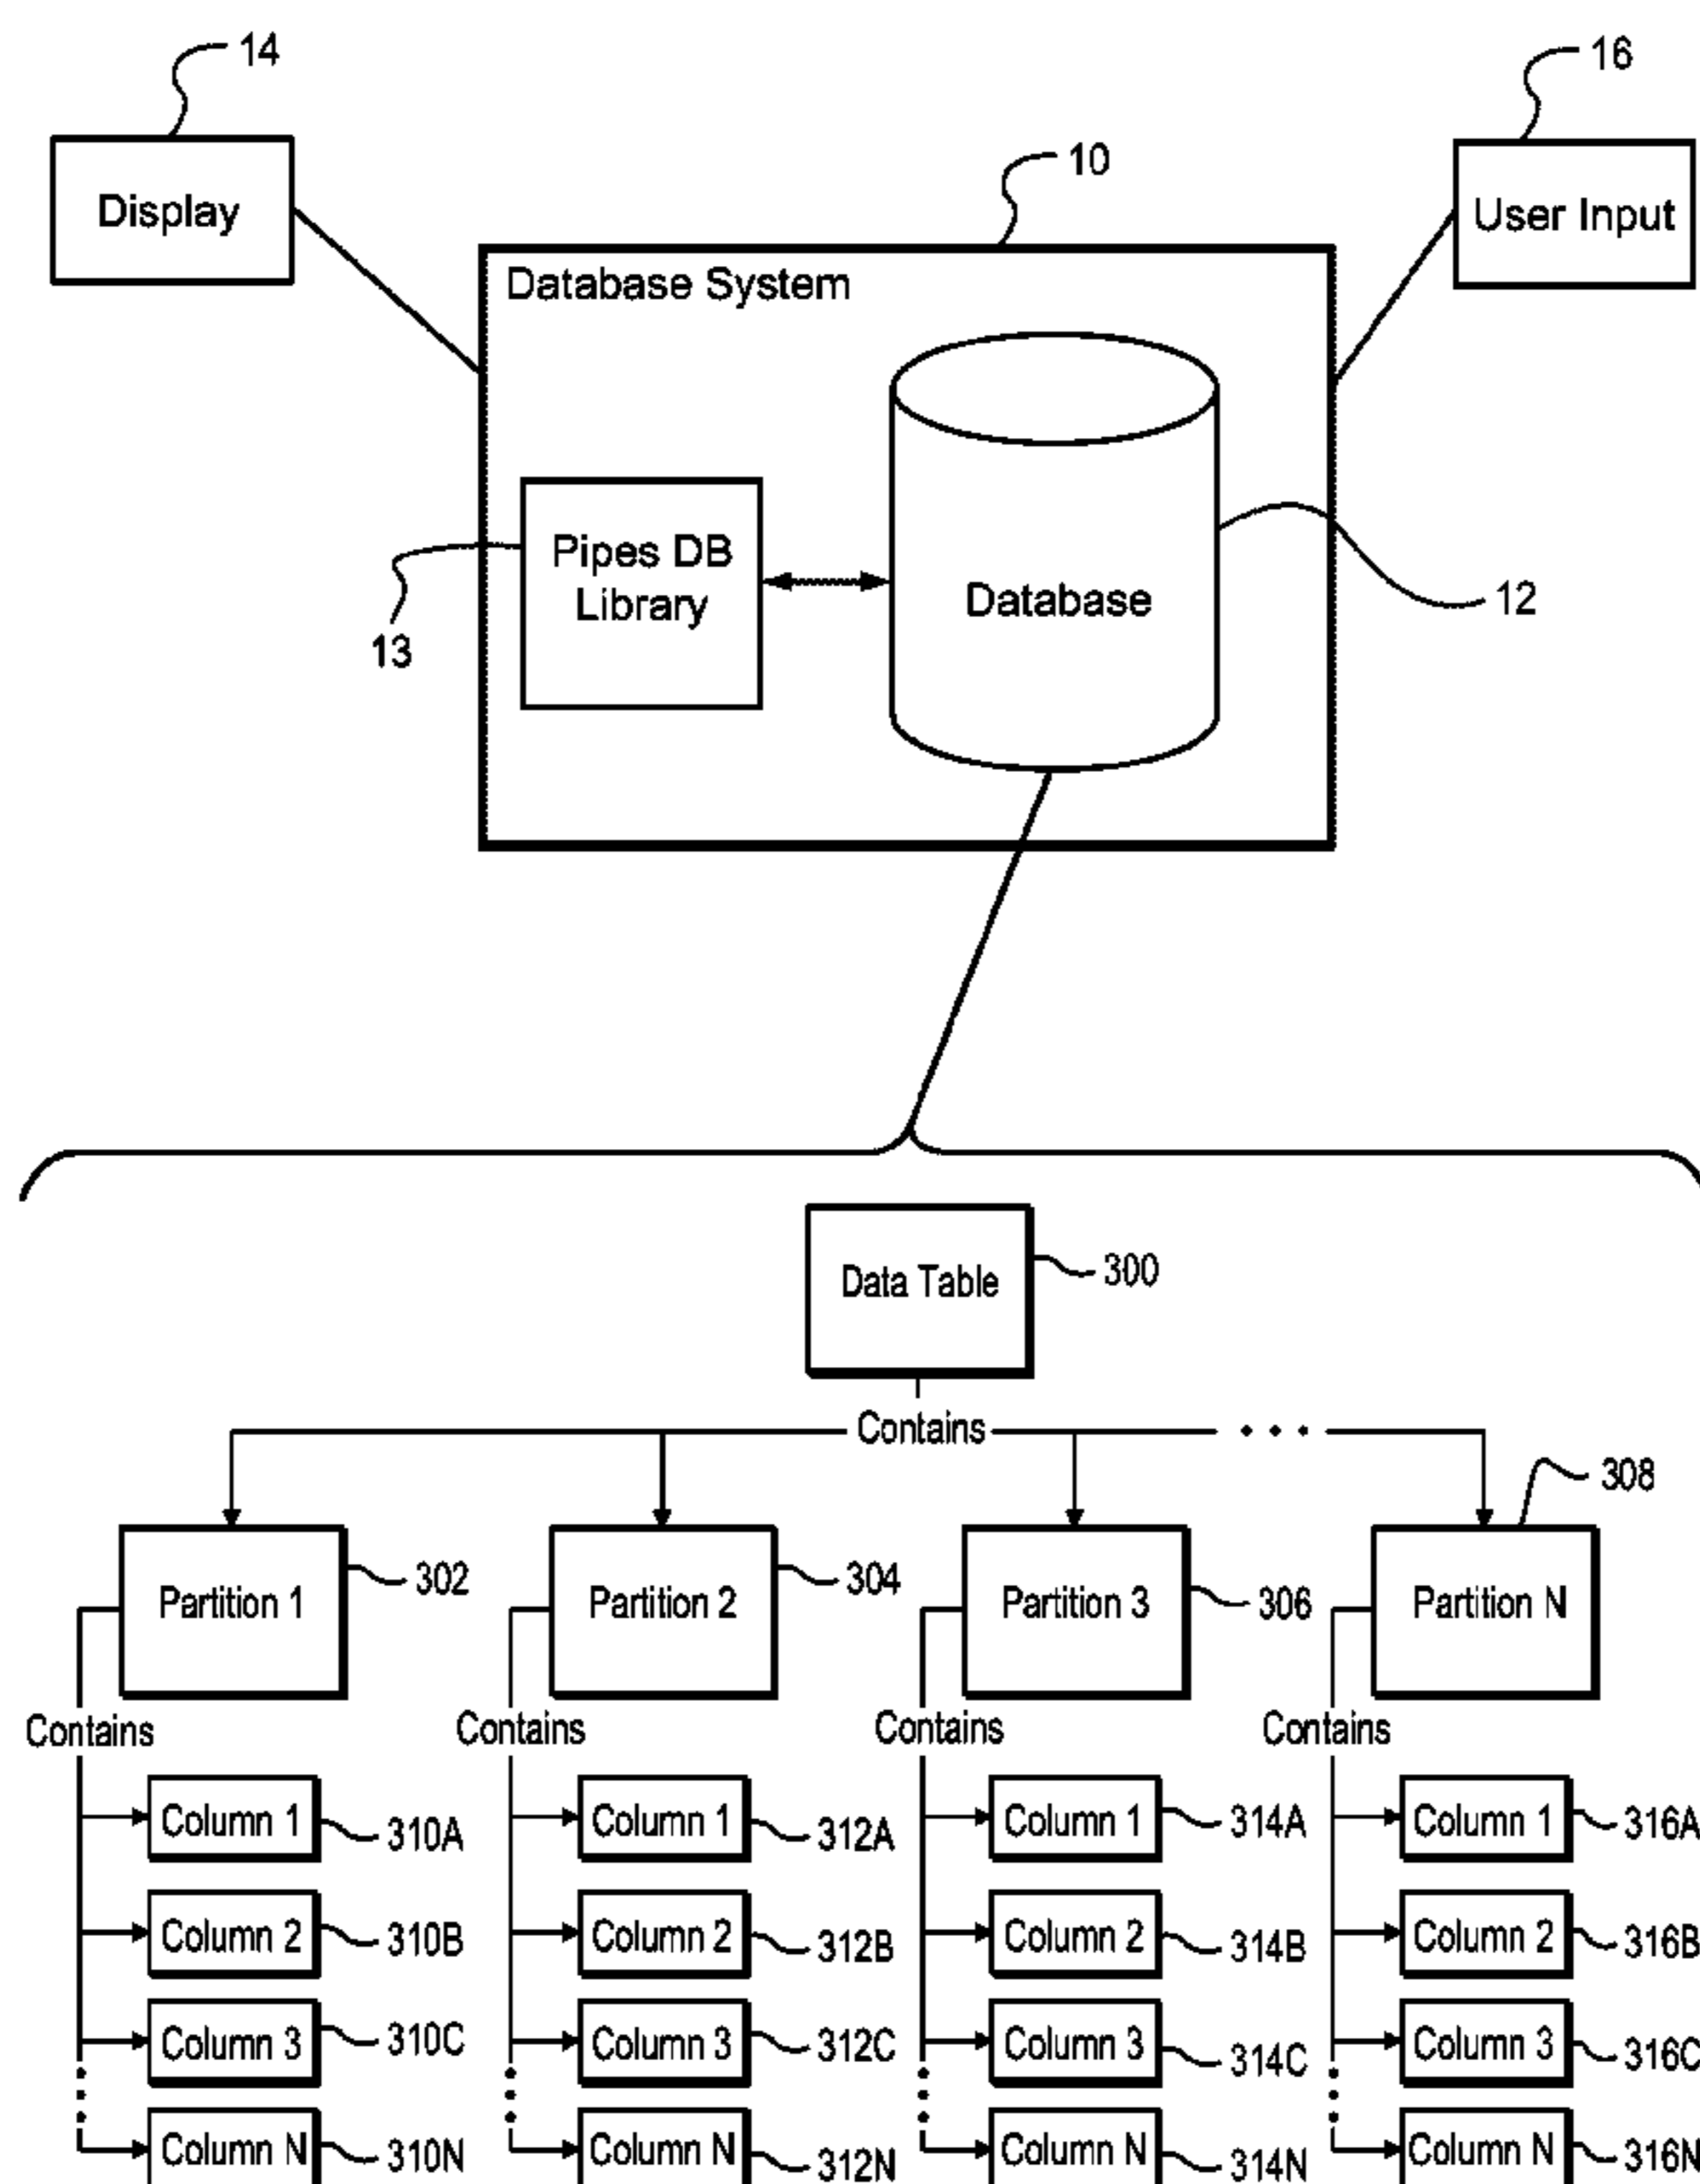 14
16
10
Display
User Input
Database System
Pipes DB
Library
Database
12
13
Data Table
300
Contains
308
Partition 1
302
Partition 2
304
Partition 3
306
Partition N
Contains
Contains
Contains
Contains
Column 1
310A
Column 1
312A
Column 1
314A
Column 1
316A
Column 2
310B
Column 2
312B
Column 2
314B
Column 2
316B
Column 3
310C
Column 3
312C
Column 3
314C
Column 3
316C
Column N
310N
Column N
312N
Column N
314N
Column N
316N